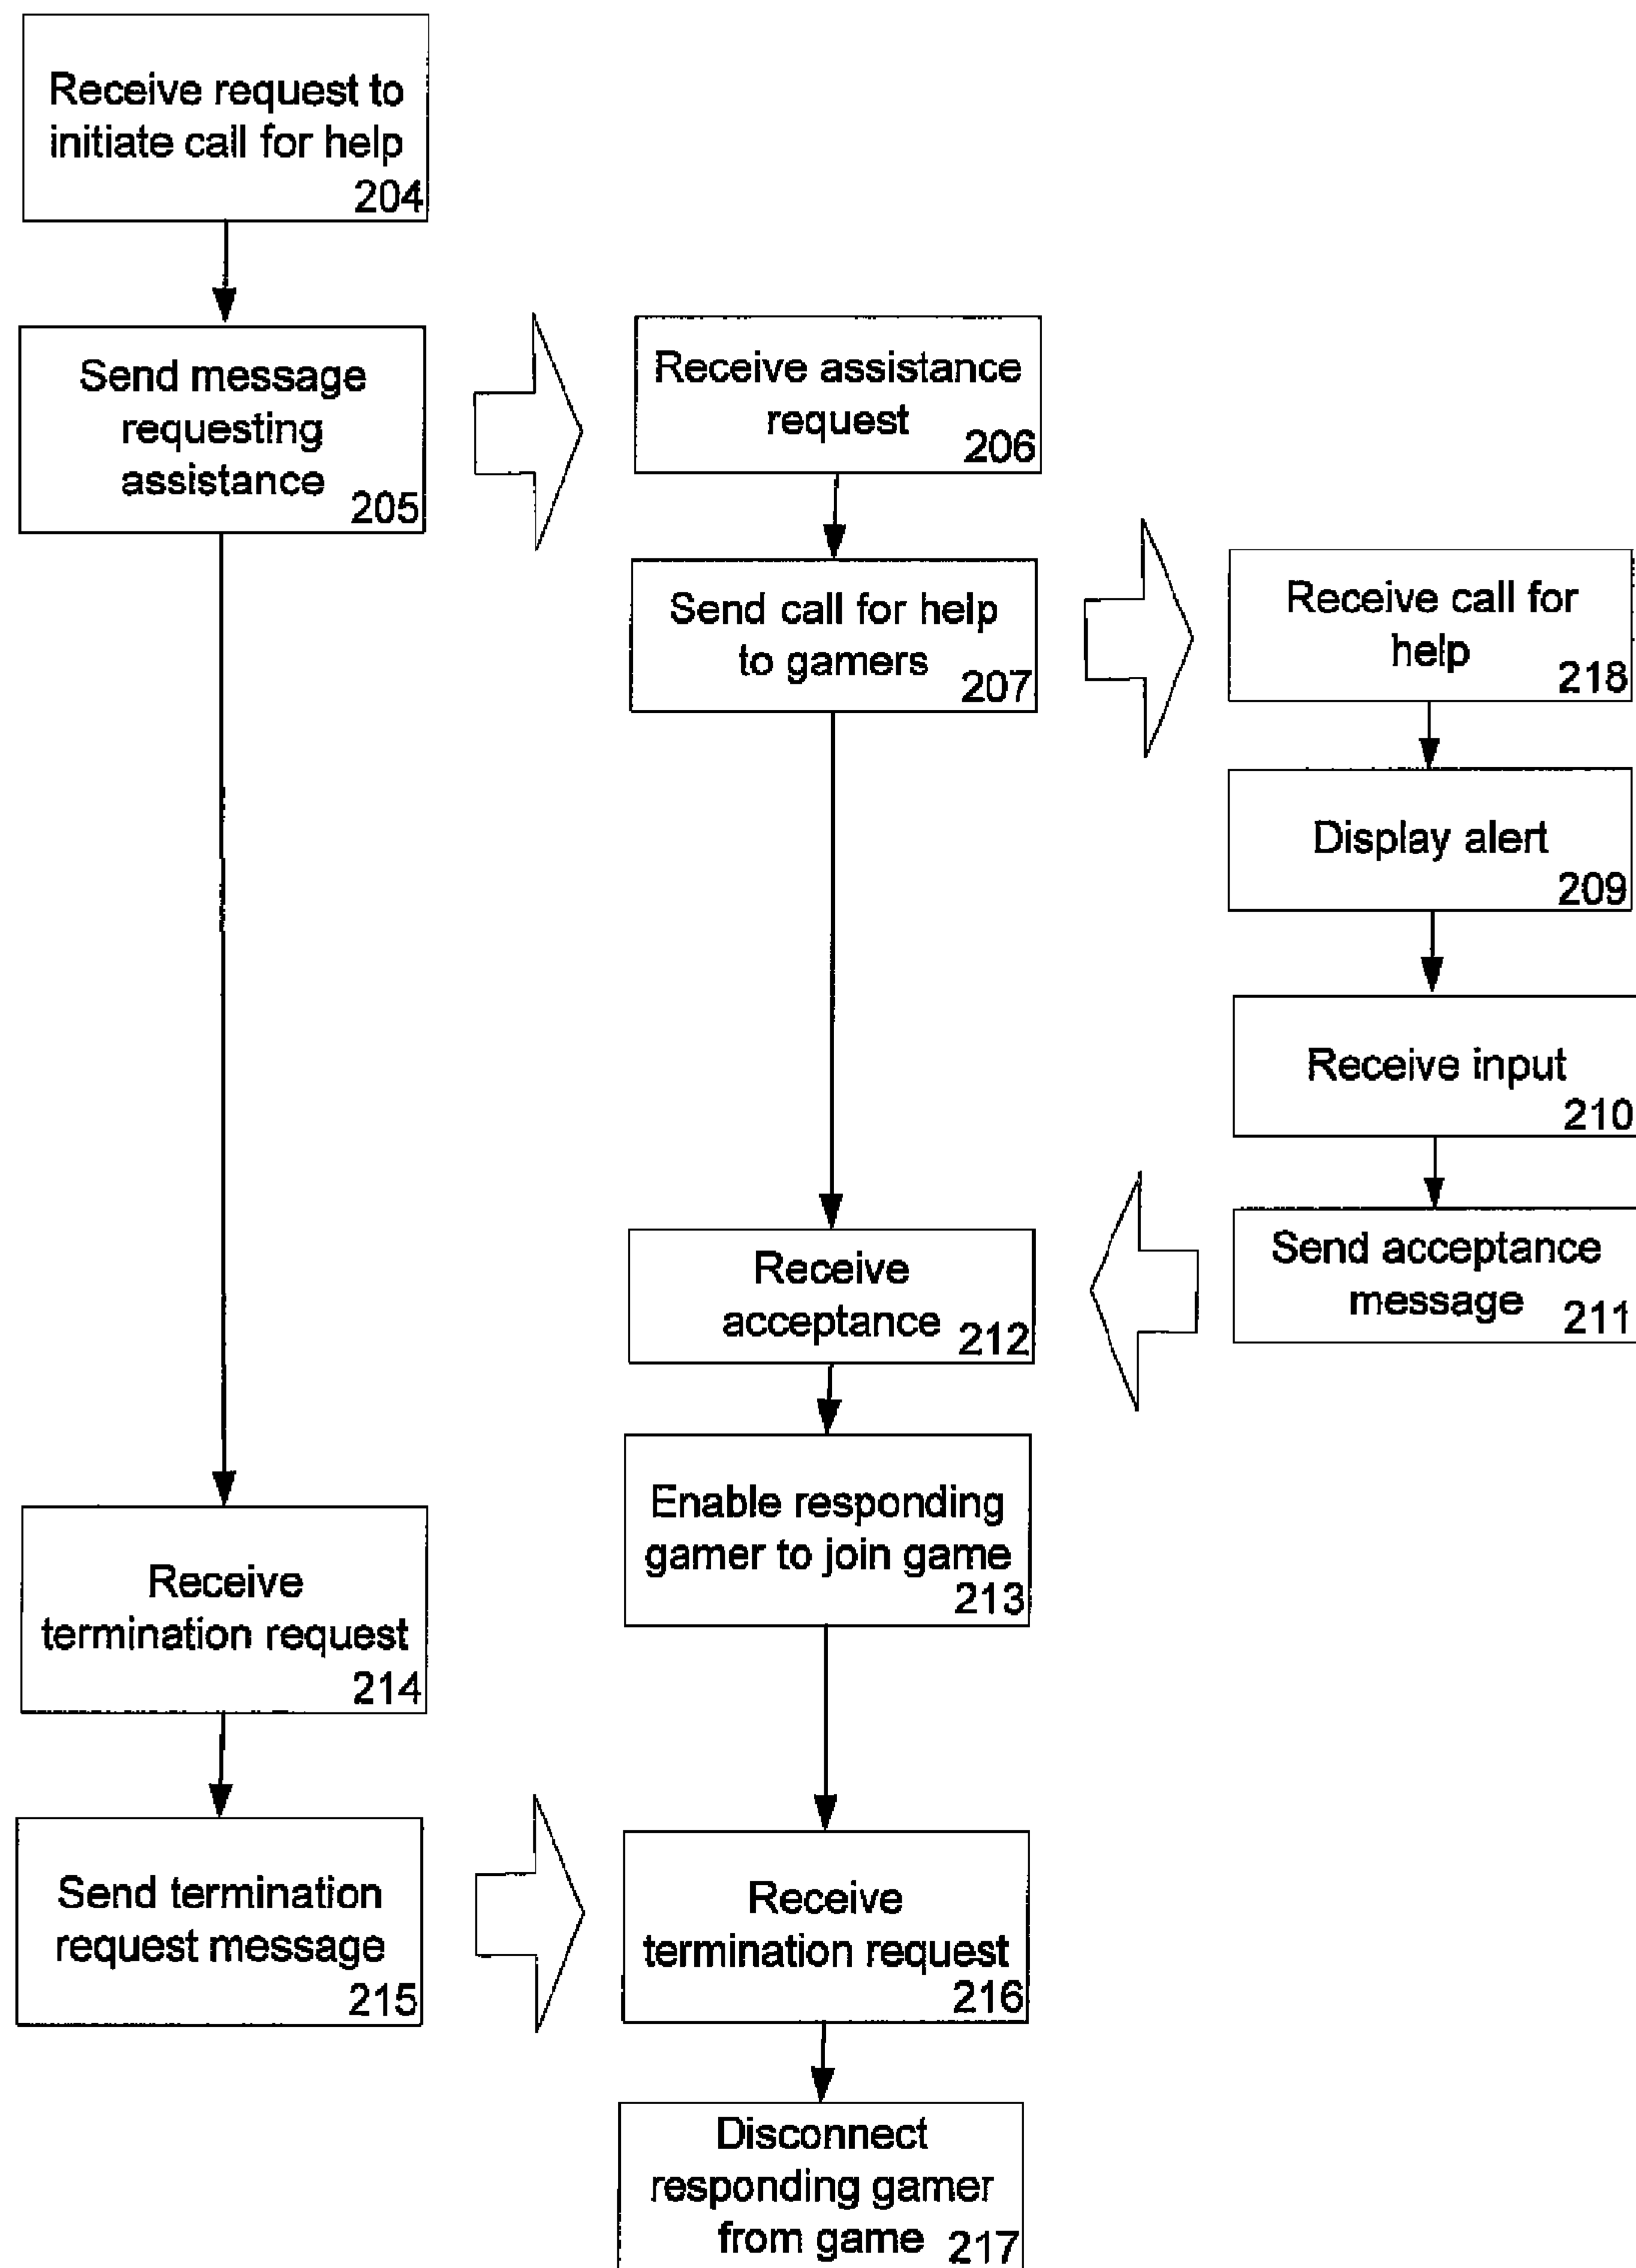 Receive request to
initiate call for help
204
Send message
requesting
assistance
205
Receive assistance
request
206
Send call for help
to gamers
207
Receive call for
help
218
Display alert
209
Receive input
210
Send acceptance
message
211
Receive
acceptance
212
Enable responding
gamer to join game
213
Receive
termination request
214
Send termination
request message
215
Receive
termination request
216
Disconnect
responding gamer
from game
217